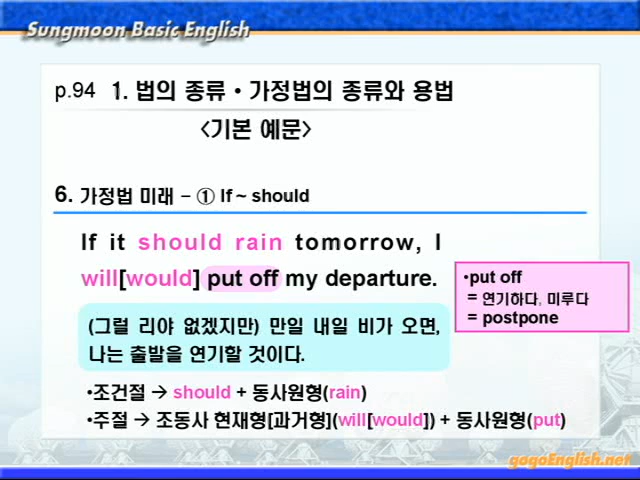 Sungmoon Basic English
p.94 1. 법의 종류 • 가정법의 종류와 용법
<기본 예문>
6. 가정법 미래 – ① If ~ should
If it should rain tomorrow, I
will[would] put off my departure.
•put off
= 연기하다, 미루다
= postpone
(그럴 리야 없겠지만) 만일 내일 비가 오면,
나는 출발을 연기할 것이다.
•조건절 → should + 동사원형(rain)
•주절 → 조동사 현재형[과거형](will[would]) + 동사원형(put)
gogoEnglish.net